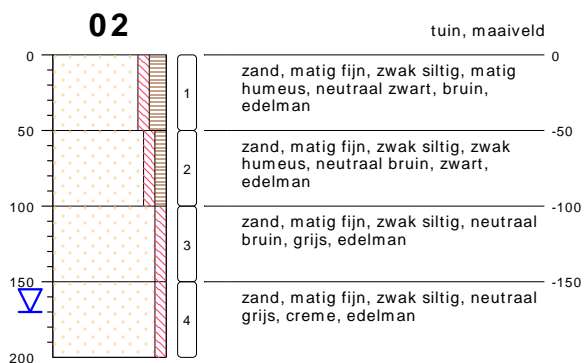 02
tuin, maaiveld
0
0
1
zand, matig fijn, zwak siltig, matig
humeus, neutraal zwart, bruin,
edelman
50
-50
2
zand, matig fijn, zwak siltig, zwak
humeus, neutraal bruin, zwart,
edelman
100
-100
3
zand, matig fijn, zwak siltig, neutraal
bruin, grijs, edelman
150
-150
4
zand, matig fijn, zwak siltig, neutraal
grijs, creme, edelman
200